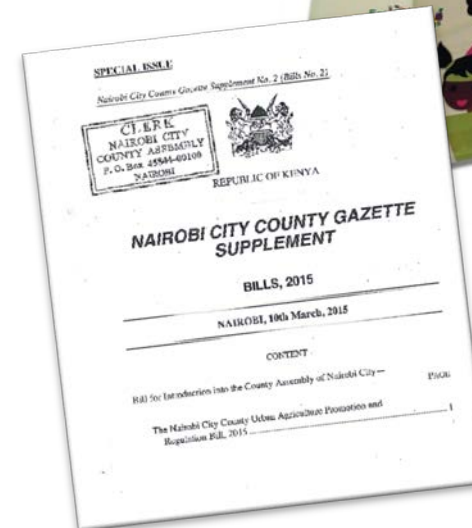 SPECIAL ISSUE
Nairobi City County Gazette Supplement No. 2 (Bills No. 2)
CLERK
NAIROBI CITY
COUNTY ASSEMBLY
P. O. Box 45844-00100
NAIROBI
REPUBLIC OF KENYA
NAIROBI CITY COUNTY GAZETTE
SUPPLEMENT
BILLS, 2015
NAIROBI, 10th March, 2015
CONTENT
Bill for Introduction into the County Assembly of Nairobi City—
PAGE
The Nairobi City County Urban Agriculture Promotion and
Regulation Bill, 2015 1